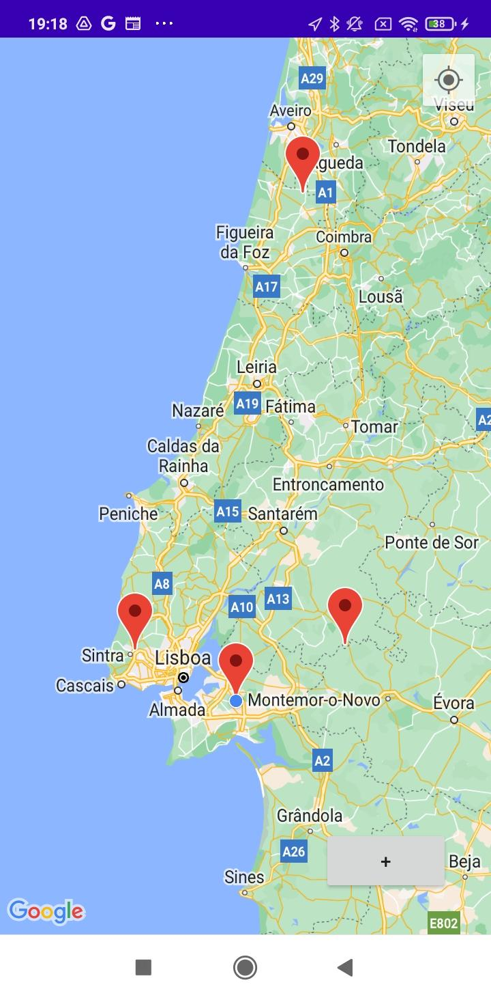 19:18
38
A29
Viseu
Aveiro
Tondela
gueda
A1
Figueira
da Foz
Coimbra
A17
Lousã
Leiria
A19
Fátima
Nazaré
A2
Tomar
Caldas da
Rainha
Entroncamento
Peniche
A15
Santarém
Ponte de Sor
A8
A10
A13
Sintra
Lisboa
Cascais
Montemor-o-Novo
Almada
Évora
A2
Grândola
A26
+
Beja
Sines
Google
E802